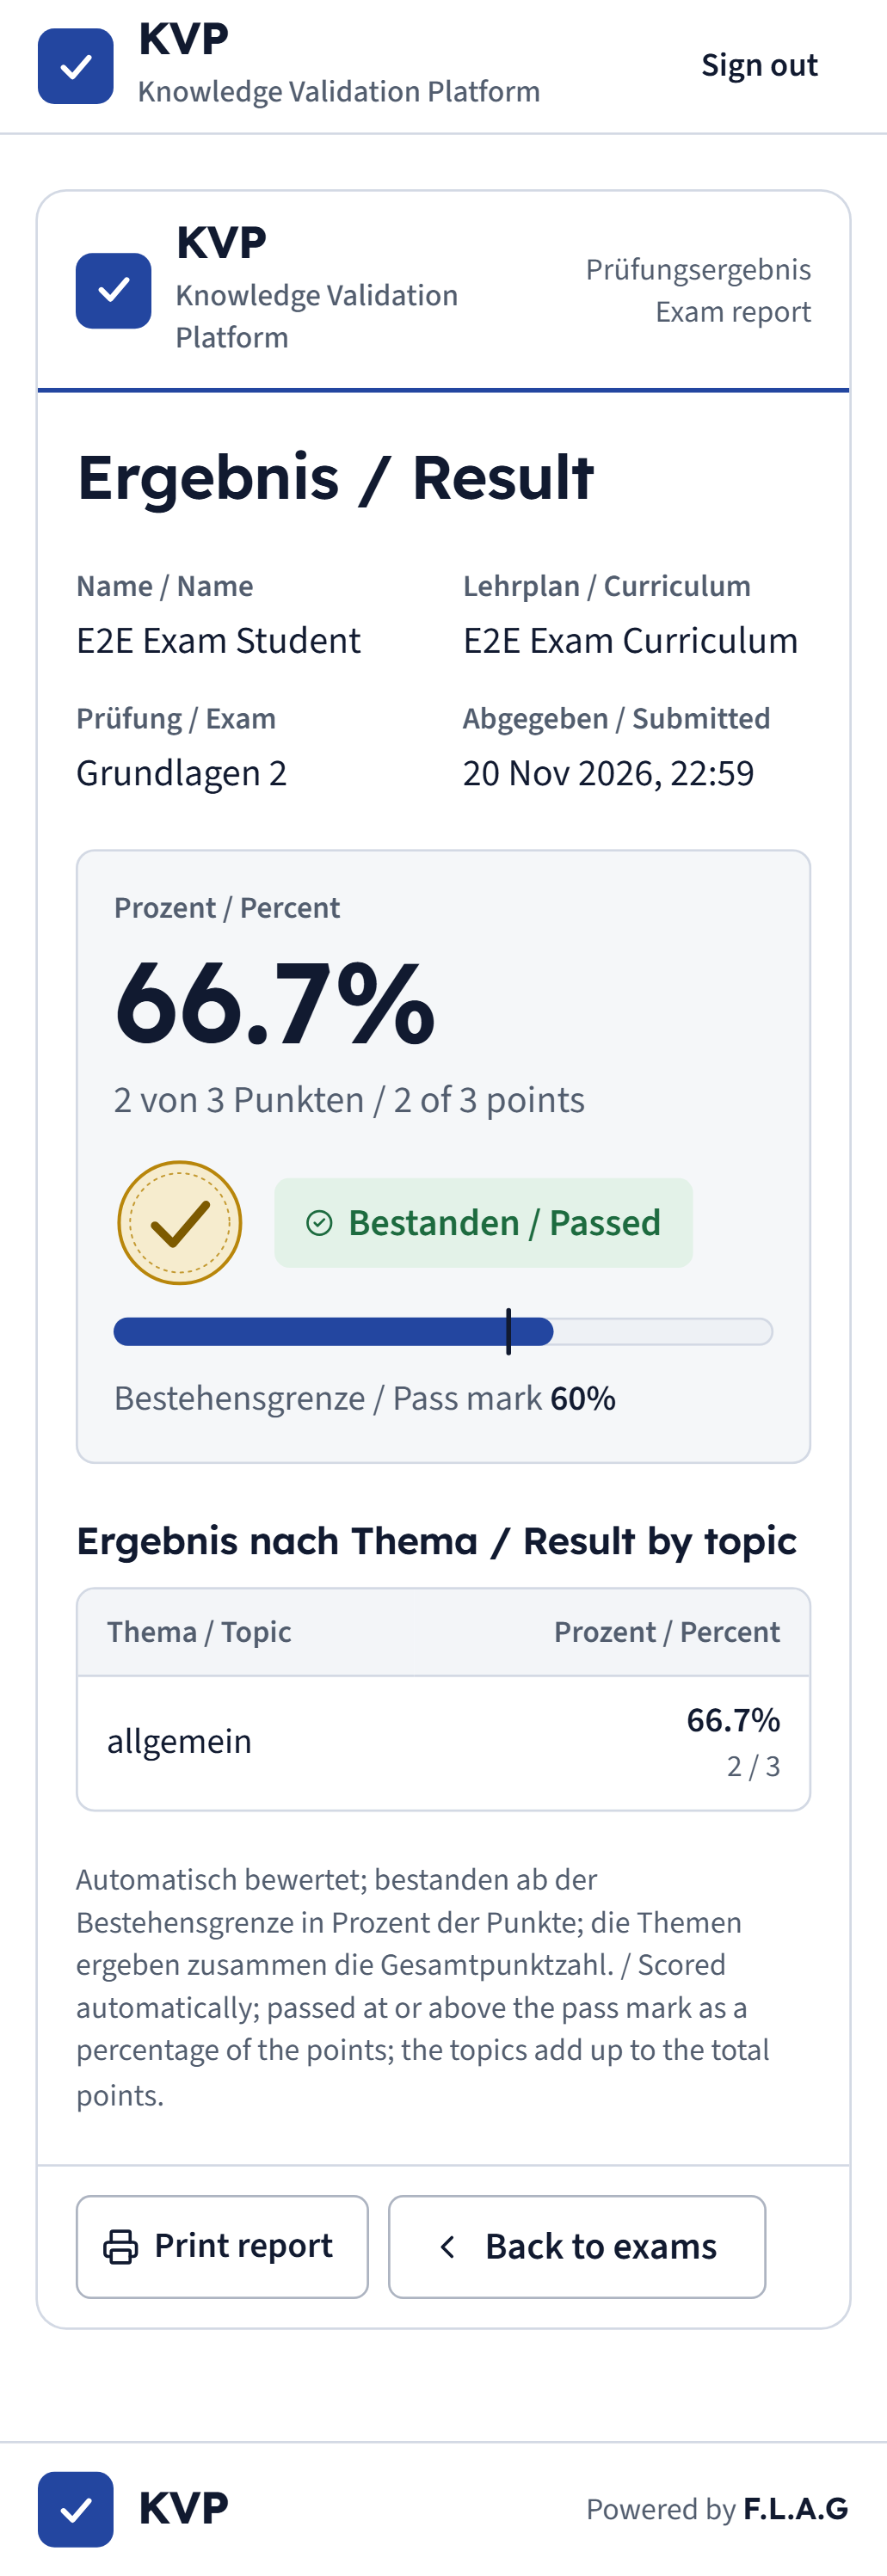 KVP
Knowledge Validation Platform
Sign out
KVP
Knowledge Validation
Platform
Prüfungsergebnis
Exam report
Ergebnis / Result
Name / Name
E2E Exam Student
Lehrplan / Curriculum
E2E Exam Curriculum
Prüfung / Exam
Grundlagen 2
Abgegeben / Submitted
20 Nov 2026, 22:59
Prozent / Percent
66.7%
2 von 3 Punkten / 2 of 3 points
Bestanden / Passed
Bestehensgrenze / Pass mark 60%
Ergebnis nach Thema / Result by topic
Thema / Topic
Prozent / Percent
allgemein
66.7%
2 / 3
Automatisch bewertet; bestanden ab der
Bestehensgrenze in Prozent der Punkte; die Themen
ergeben zusammen die Gesamtpunktzahl. / Scored
automatically; passed at or above the pass mark as a
percentage of the points; the topics add up to the total
points.
Print report
Back to exams
KVP
Powered by F.L.A.G